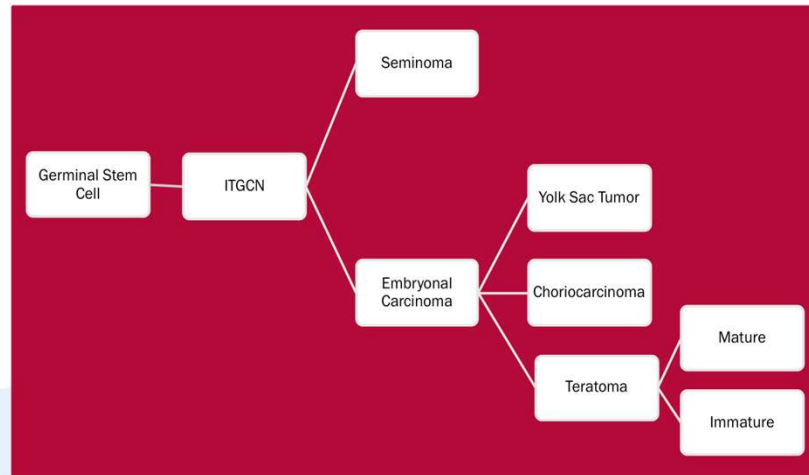 Seminoma
Germinal Stem
Cell
ITGCN
Yolk Sac Tumor
Embryonal
Carcinoma
Choriocarcinoma
Mature
Teratoma
Immature